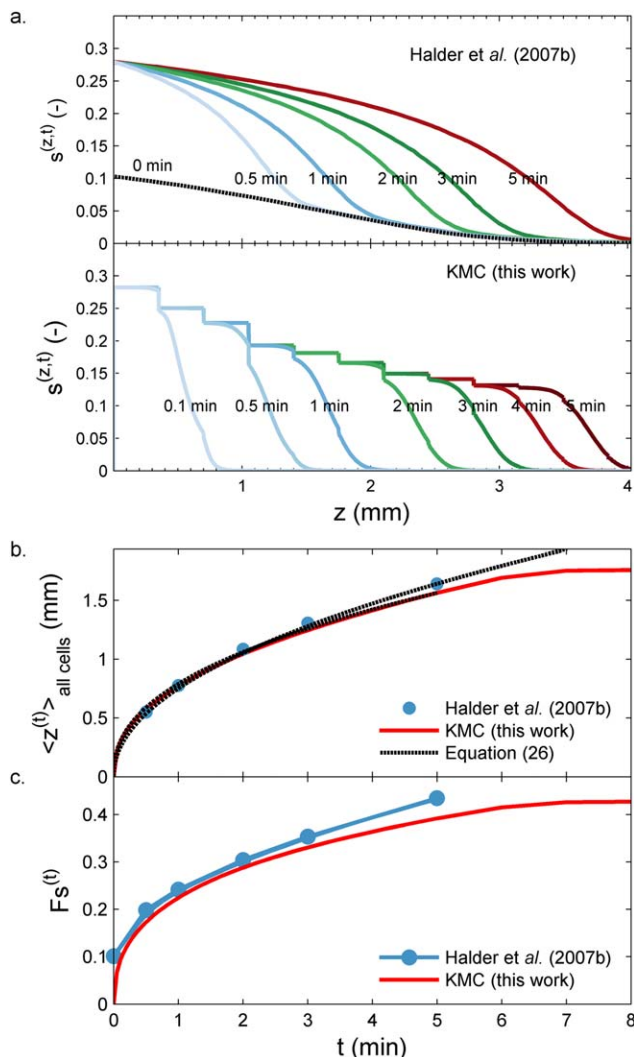 a.
0.3
0.25
0.2
0.15
0.1
0.05
0
s(z,t) (-)
Halder et al. (2007b)
0 min
0.5 min
1 min
2 min
3 min
5 min
0.3
0.25
0.2
0.15
0.1
0.05
0
s(z,t) (-)
KMC (this work)
0.1 min
0.5 min
1 min
2 min
3 min
4 min
5 min
1
2
3
4
z (mm)
b.
1.5
1
0.5
0
<z(t)> all cells (mm)
Halder et al. (2007b)
KMC (this work)
Equation (26)
c.
0.4
0.3
0.2
0.1
0
Fs(t)
Halder et al. (2007b)
KMC (this work)
0
1
2
3
4
5
6
7
8
t (min)